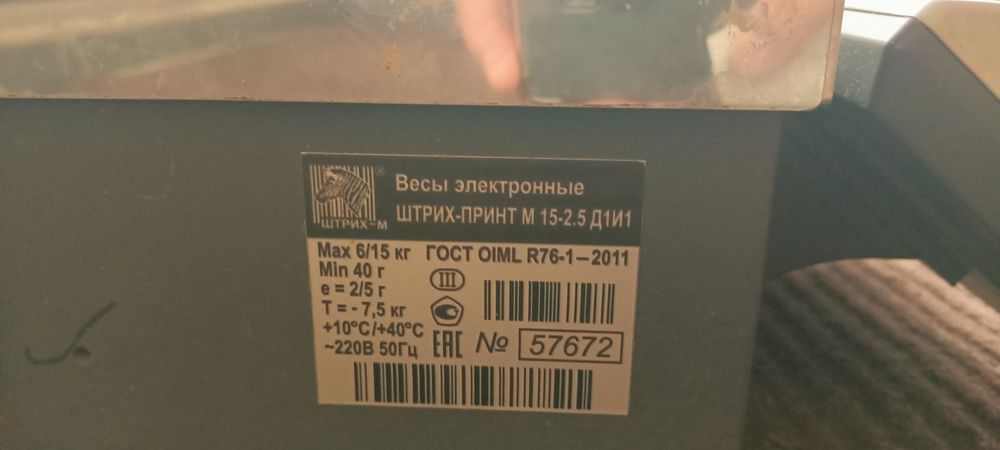 Весы электронные
ШТРИХ-ПРИНТ М 15-2.5 Д1И1
ШТРИХ-М
Max 6/15 кг
Min 40 г
e = 2/5 г
T = - 7,5 кг
+10°C/+40°C
~220В 50Гц
ГОСТ OIML R76-1–2011
III
ЕАС
№ 57672